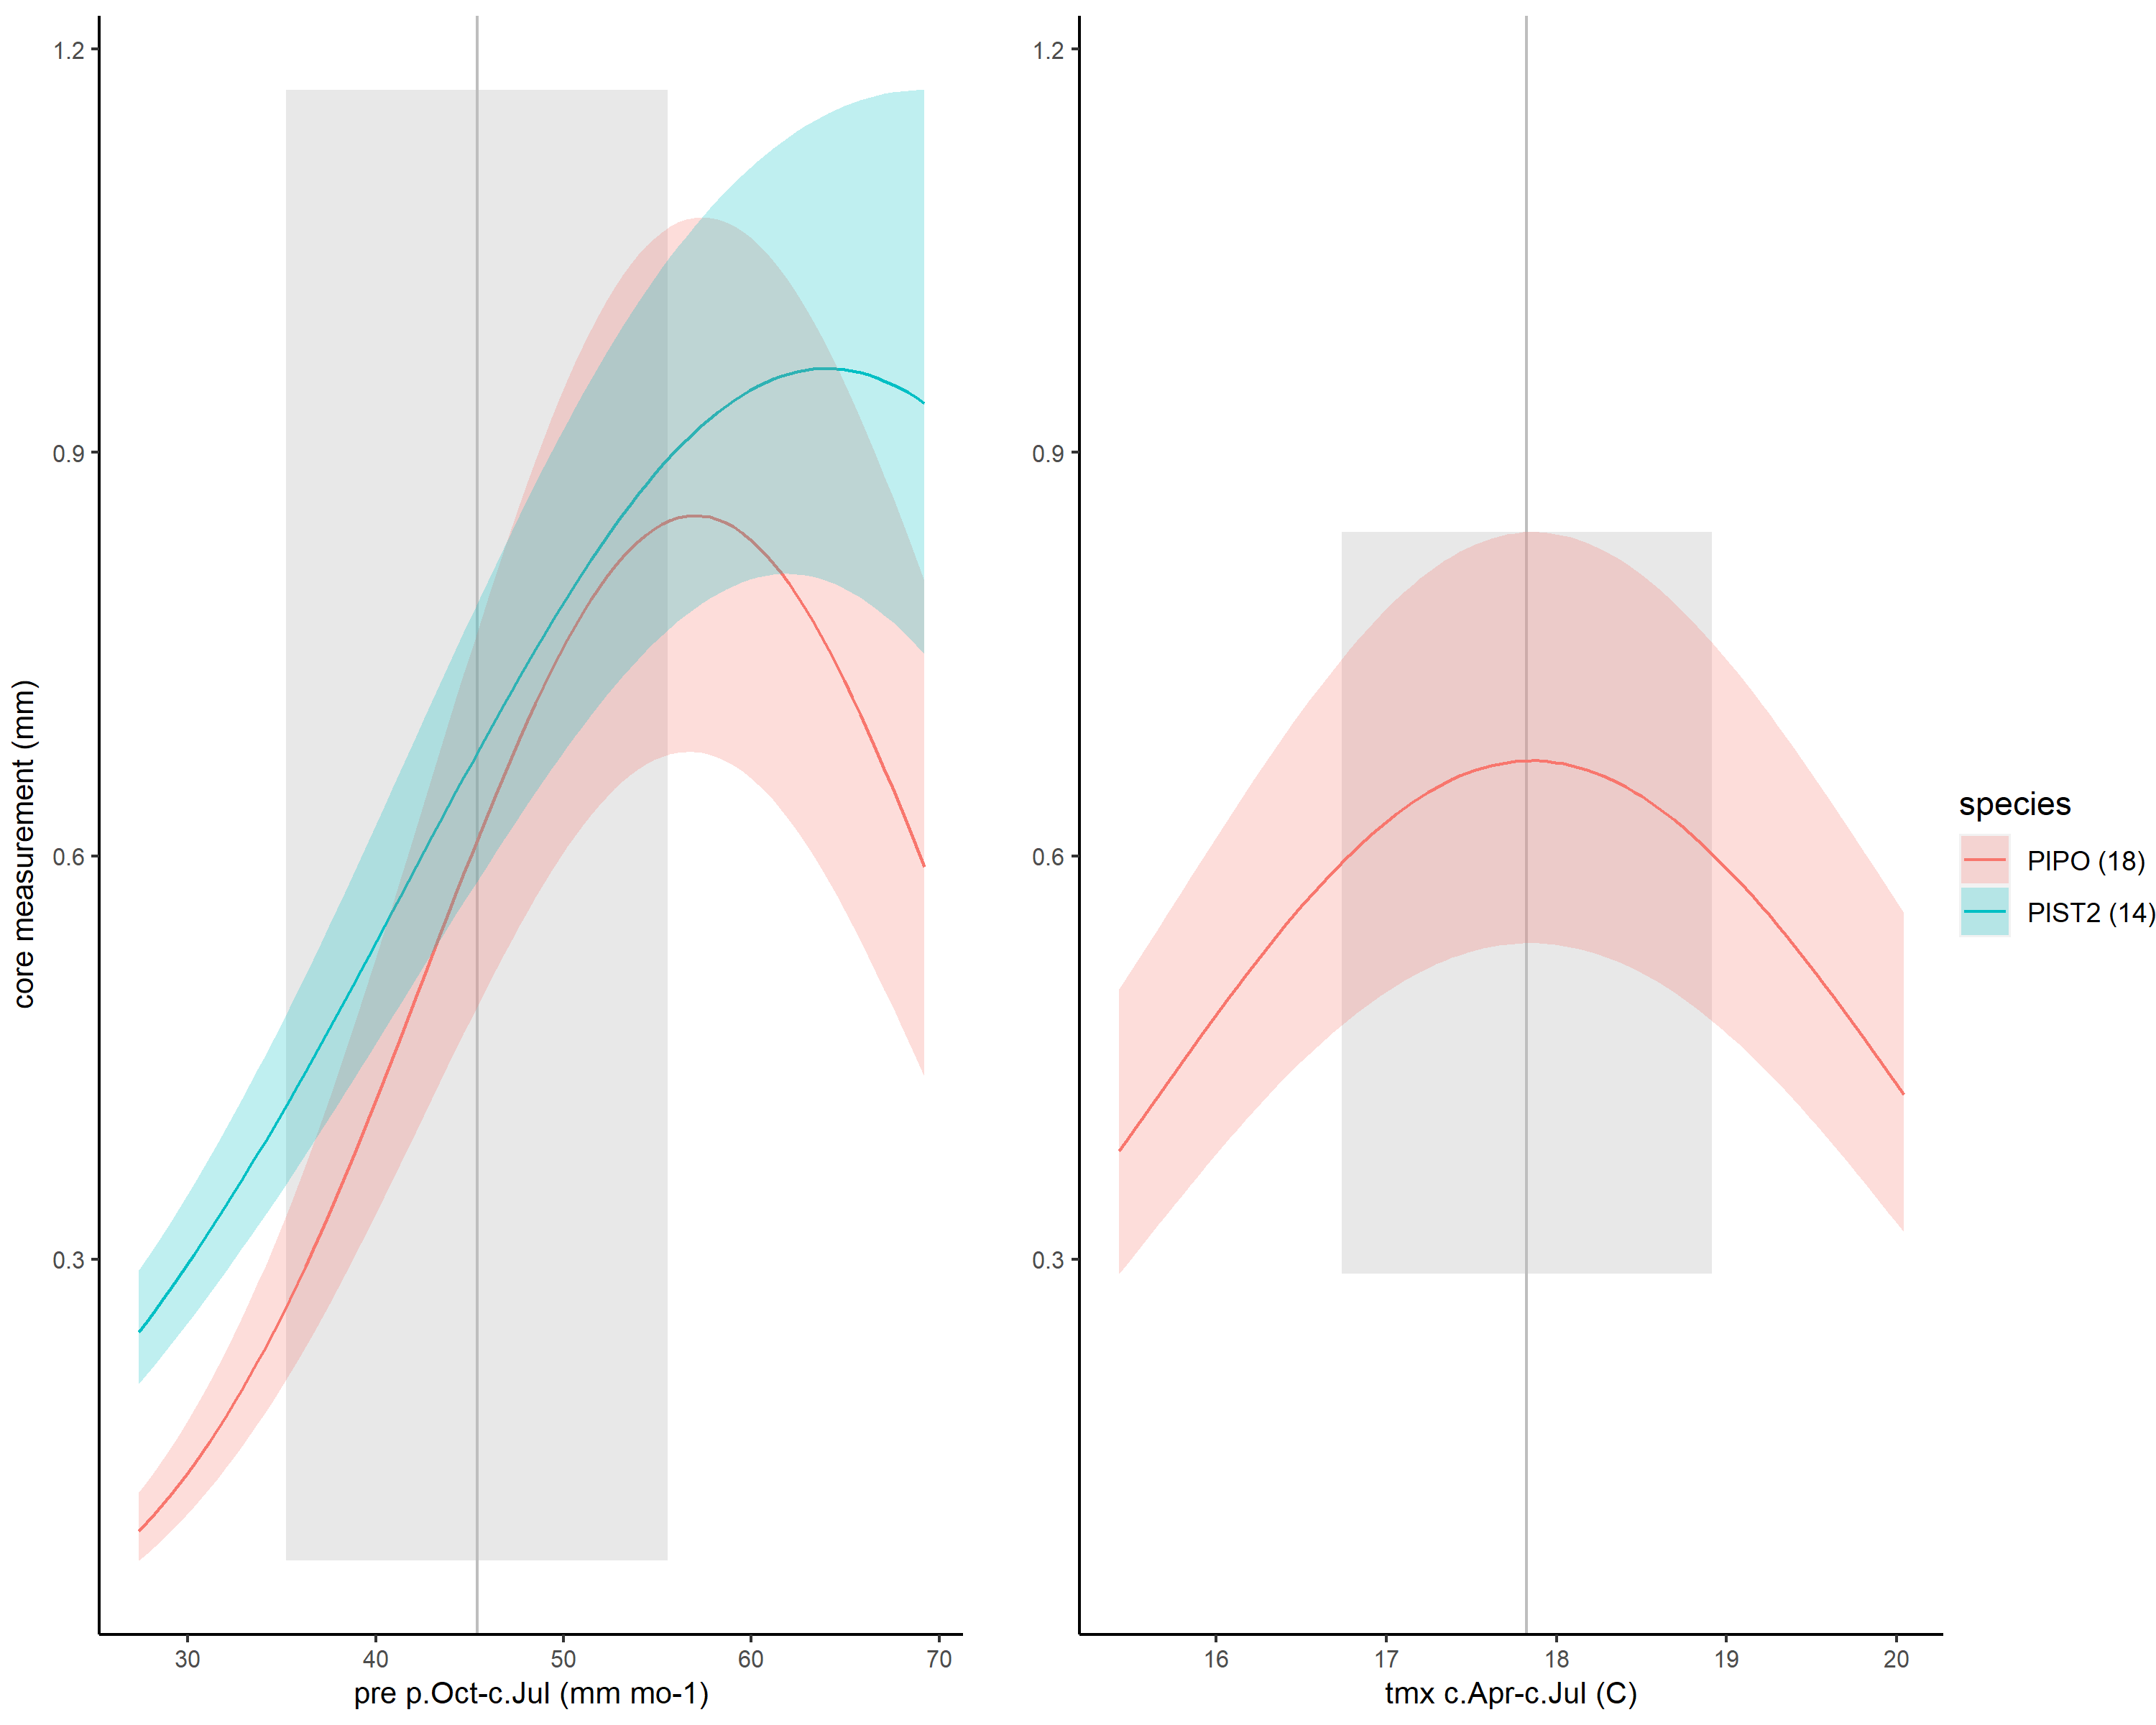 core measurement (mm)
1.2
0.9
0.6
0.3
30 40 50 60 70
pre p.Oct-c.Jul (mm mo-1)
1.2
0.9
0.6
0.3
16 17 18 19 20
tmx c.Apr-c.Jul (C)
species
PIPO (18)
PIST2 (14)